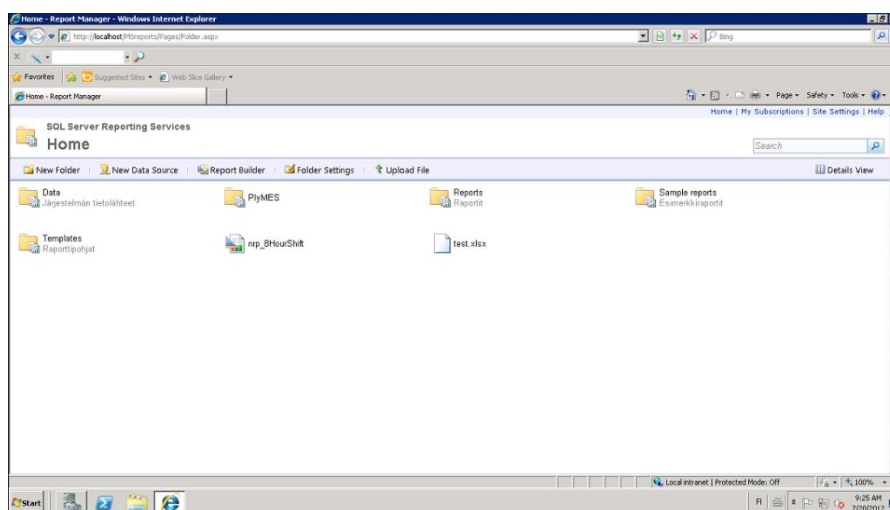 Home - Report Manager - Windows Internet Explorer
http://localhost/MSreports/Pages/Folder.aspx
Bing
Favorites Suggested Sites Web Slice Gallery
Home - Report Manager
Page Safety Tools
Home | My Subscriptions | Site Settings | Help
SQL Server Reporting Services
Home
Search
New Folder New Data Source Report Builder Folder Settings Upload File Details View
Data
Järjestelmän tietolähteet
PlyMES
Reports
Raportit
Sample reports
Esimerkkiraportit
Templates
Raporttipohjat
nrp_8HourShift
test.xlsx
Local intranet | Protected Mode: Off
100%
Start
FI
9:25 AM
7/20/2012